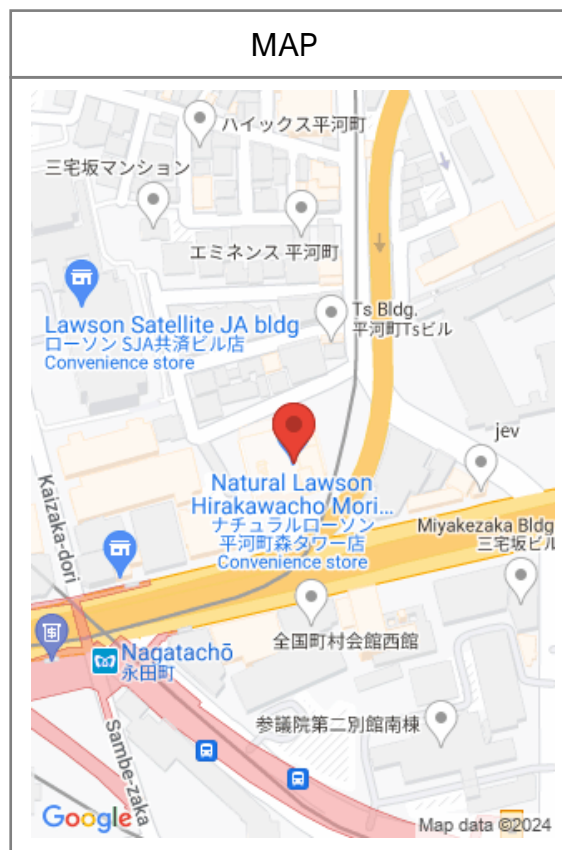 MAP
ハイックス平河町
三宅坂マンション
エミネンス 平河町
Ts Bldg.
平河町Tsビル
Lawson Satellite JA bldg
ローソン SJA共済ビル店
Convenience store
jev
Natural Lawson
Hirakawacho Mori...
ナチュラルローソン
平河町森タワー店
Convenience store
Kaizaka-dori
Miyakezaka Bldg
三宅坂ビル
全国町村会館西館
Nagatachō
永田町
参議院第二別館南棟
Sambe-zaka
Google
Map data ©2024